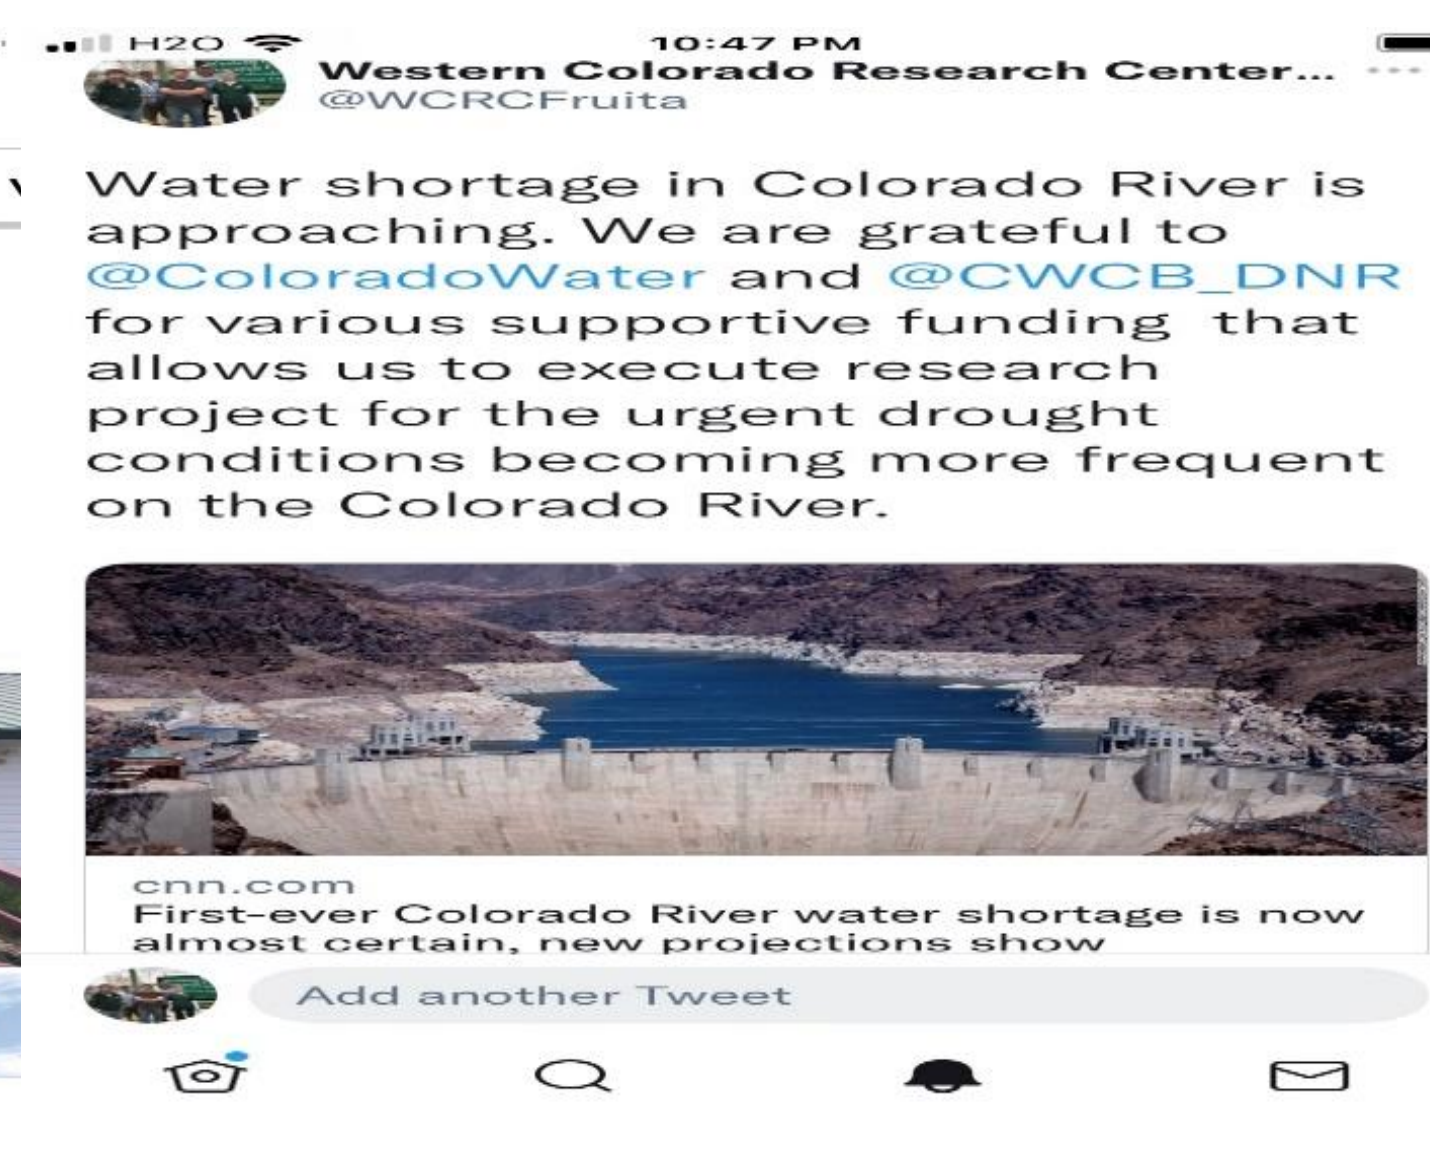 H2O 10:47 PM
Western Colorado Research Center...
@WCRCFruita
Water shortage in Colorado River is
approaching. We are grateful to
@ColoradoWater and @CWCB_DNR
for various supportive funding  that
allows us to execute research
project for the urgent drought
conditions becoming more frequent
on the Colorado River.
cnn.com
First-ever Colorado River water shortage is now
almost certain, new projections show
Add another Tweet